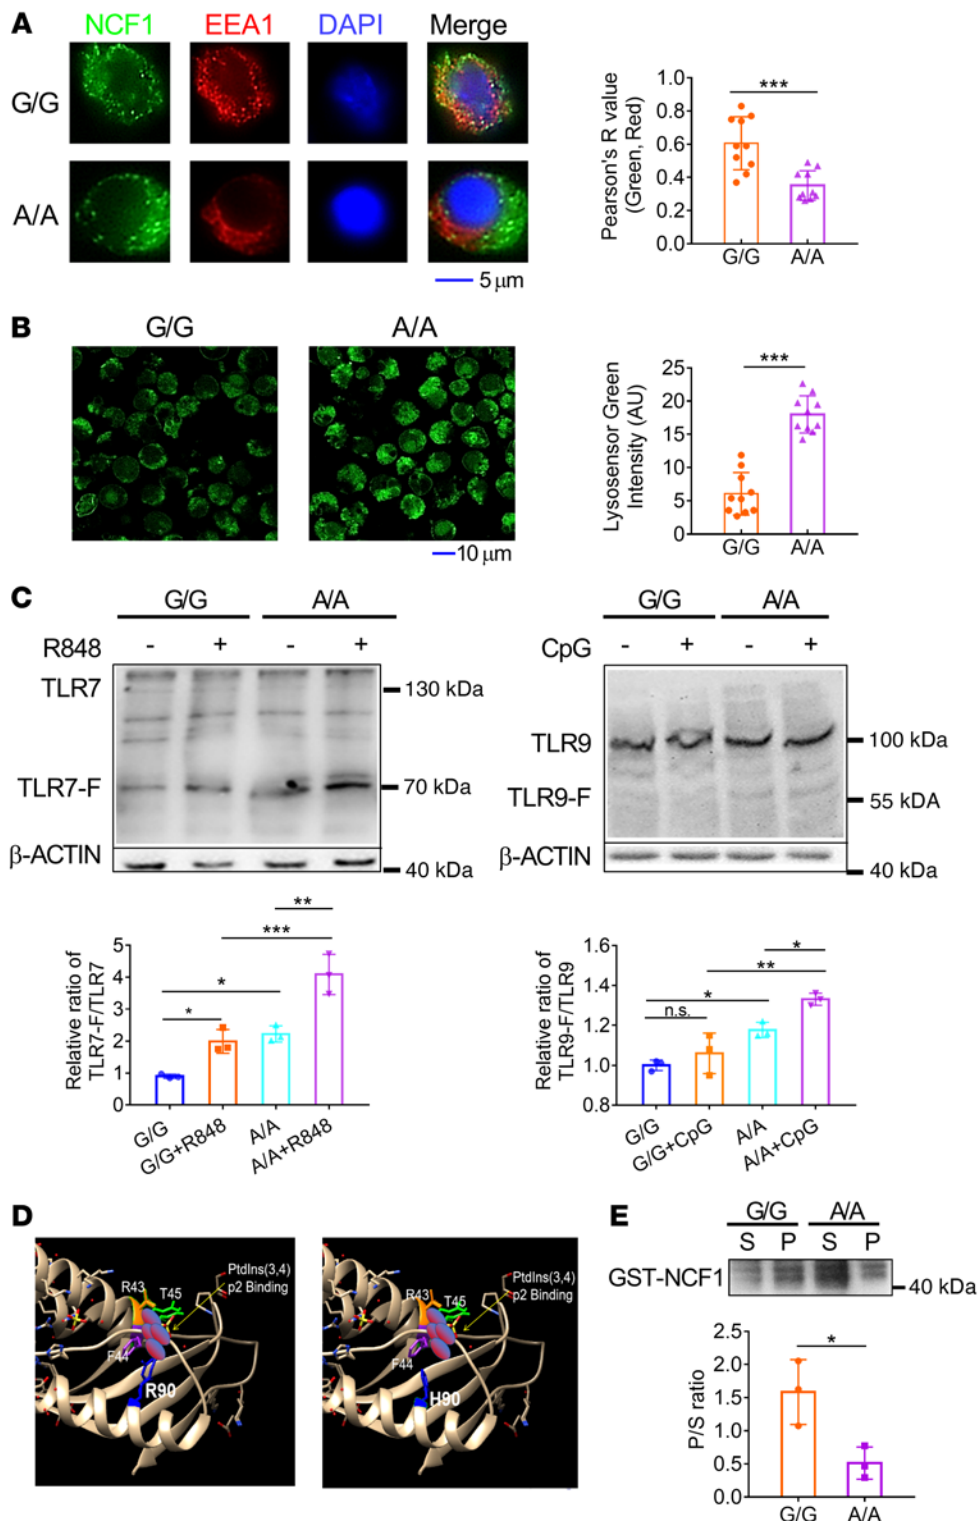 A
NCF1 EEA1 DAPI Merge
G/G
A/A
5 μm
1.0
0.8
0.6
0.4
0.2
0.0
Pearson's R value
(Green, Red)
***
G/G A/A
B
G/G A/A
10 μm
25
20
15
10
5
0
Lysosensor Green
Intensity (AU)
***
G/G A/A
C
G/G A/A
R848 - + - +
TLR7
130 kDa
TLR7-F
70 kDa
β-ACTIN
40 kDa
G/G A/A
CpG - + - +
TLR9
100 kDa
TLR9-F
55 kDA
β-ACTIN
40 kDa
Relative ratio of
TLR7-F/TLR7
5
4
3
2
1
0
**
***
*
*
G/G
G/G+R848
A/A
A/A+R848
Relative ratio of
TLR9-F/TLR9
1.6
1.4
1.2
1.0
0.8
*
**
*
n.s.
G/G
G/G+CpG
A/A
A/A+CpG
D
R43
T45
PtdIns(3,4)
p2 Binding
F44
R90
R43
T45
PtdIns(3,4)
p2 Binding
F44
H90
E
G/G A/A
S P S P
GST-NCF1
40 kDa
2.5
2.0
1.5
1.0
0.5
0.0
P/S ratio
*
G/G A/A